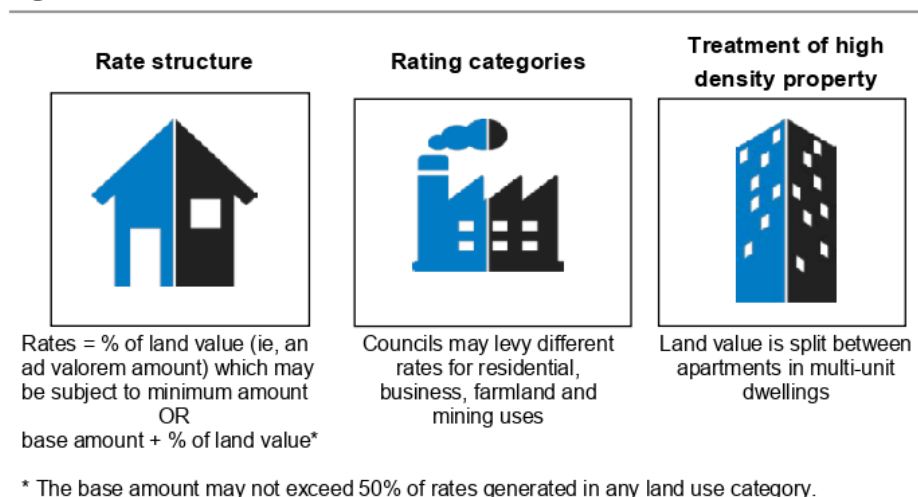 Rate structure
Rates = % of land value (ie, an
ad valorem amount) which may
be subject to minimum amount
OR
base amount + % of land value*
Rating categories
Councils may levy different
rates for residential,
business, farmland and
mining uses
Treatment of high
density property
Land value is split between
apartments in multi-unit
dwellings
* The base amount may not exceed 50% of rates generated in any land use category.